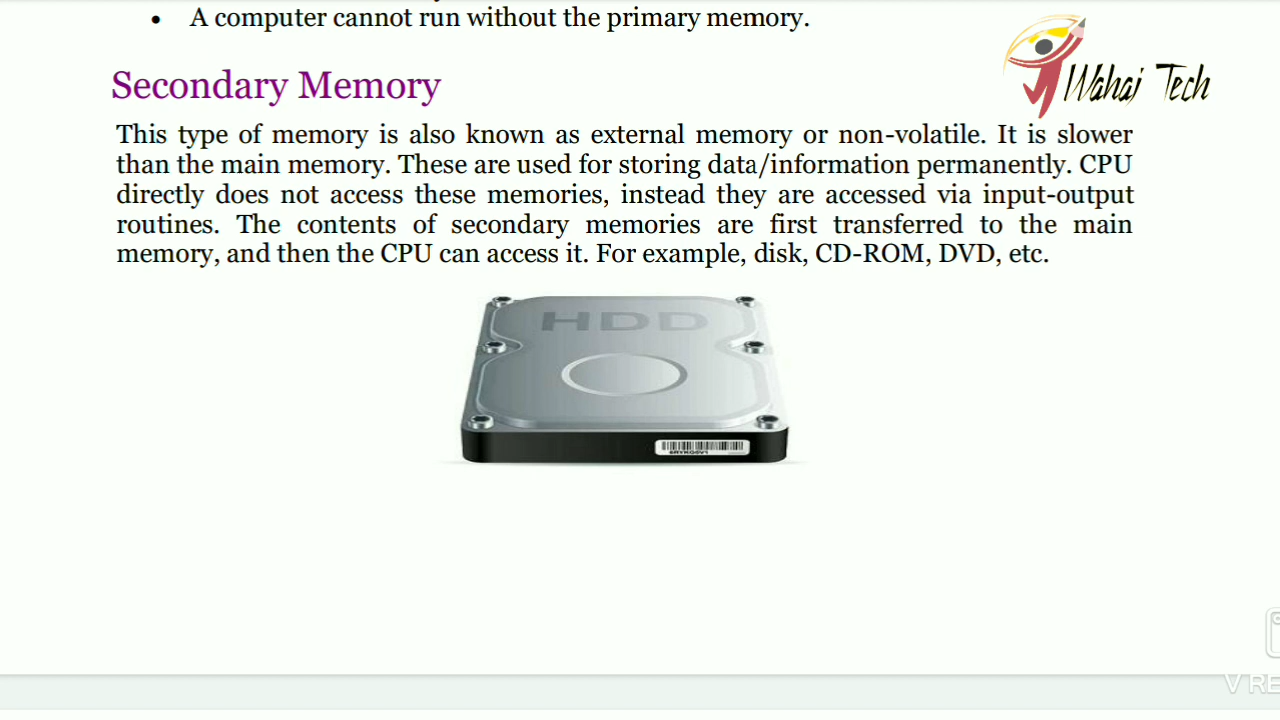 • A computer cannot run without the primary memory.
Wahaj Tech
Secondary Memory
This type of memory is also known as external memory or non-volatile. It is slower
than the main memory. These are used for storing data/information permanently. CPU
directly does not access these memories, instead they are accessed via input-output
routines. The contents of secondary memories are first transferred to the main
memory, and then the CPU can access it. For example, disk, CD-ROM, DVD, etc.
HDD
V RE